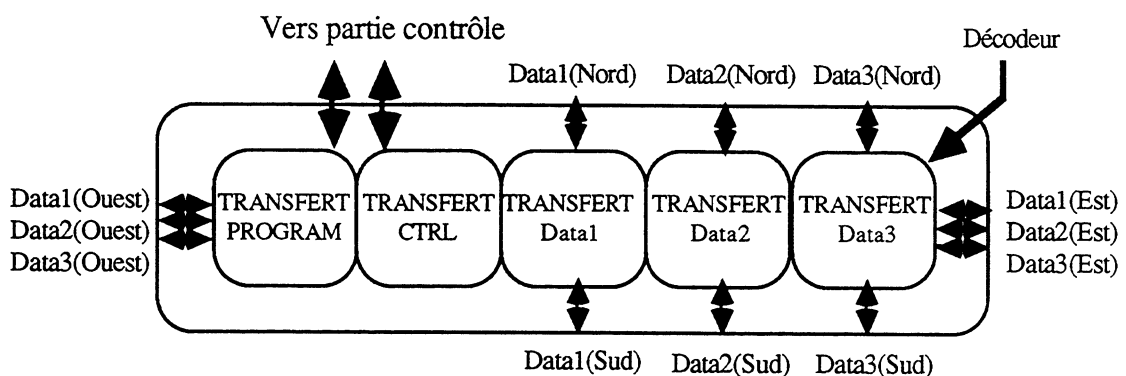 Vers partie contrôle
Décodeur
Data1(Nord)
Data2(Nord)
Data3(Nord)
Data1(Ouest)
Data2(Ouest)
Data3(Ouest)
TRANSFERT
PROGRAM
TRANSFERT
CTRL
TRANSFERT
Data1
TRANSFERT
Data2
TRANSFERT
Data3
Data1(Est)
Data2(Est)
Data3(Est)
Data1(Sud)
Data2(Sud)
Data3(Sud)